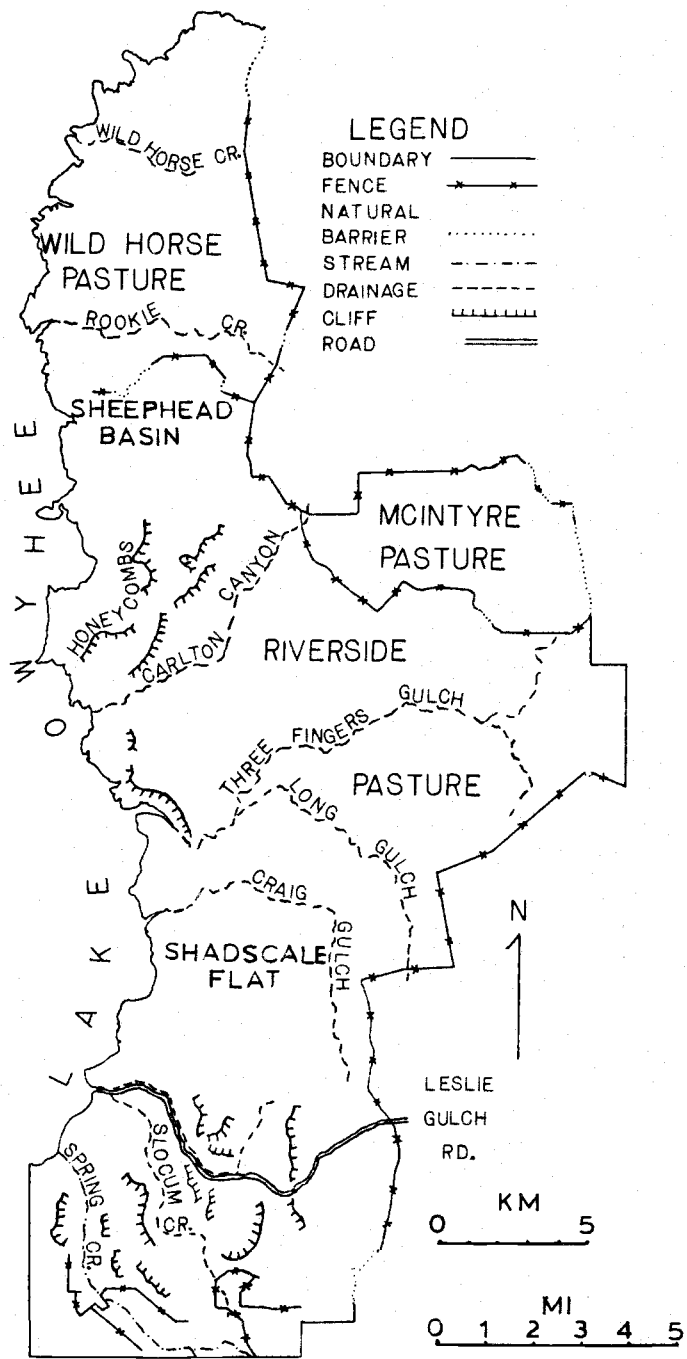 WILD HORSE CR.
LEGEND
BOUNDARY
FENCE
NATURAL
BARRIER
STREAM
DRAINAGE
CLIFF
ROAD
WILD HORSE
PASTURE
ROOKIE CR.
SHEEPHEAD
BASIN
MCINTYRE
PASTURE
HONEYCOMBS
CARLTON CANYON
RIVERSIDE
PASTURE
THREE FINGERS GULCH
LONG GULCH
LAKE OWYHEE
CRAIG GULCH
SHADSCALE
FLAT
N
LESLIE
GULCH
RD.
SLOCUM CR.
SPRING CR.
KM
0 5
MI
0 1 2 3 4 5